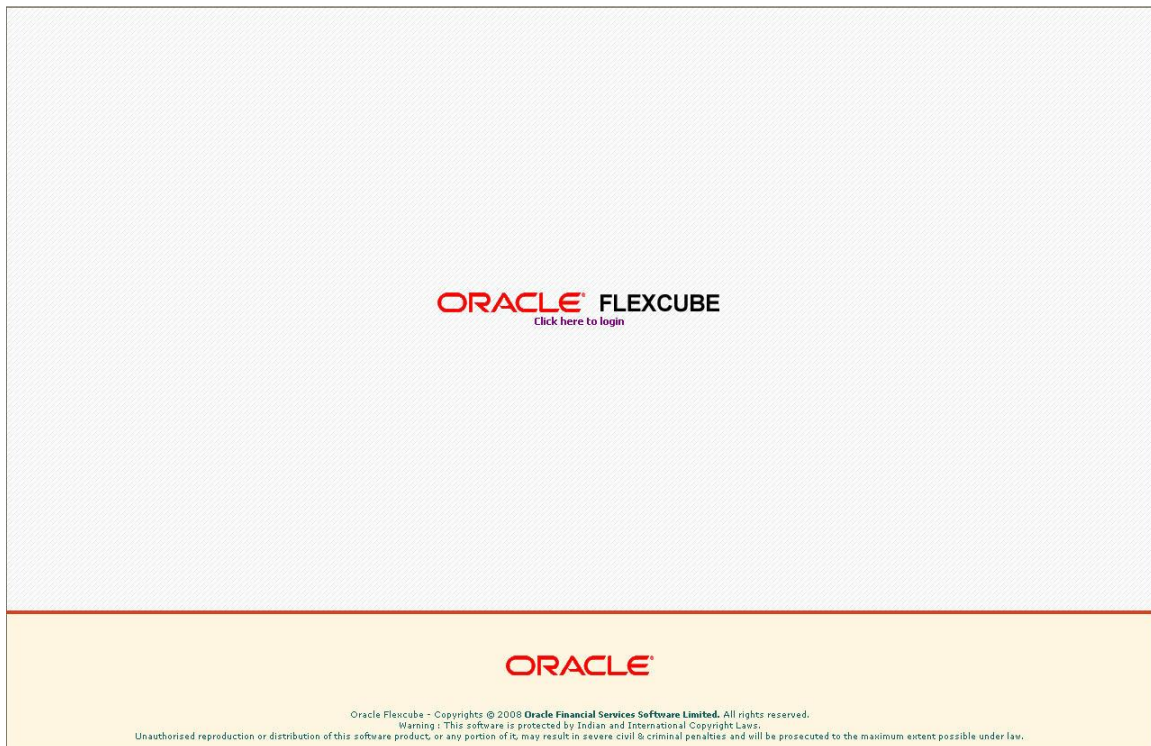 ORACLE® FLEXCUBE
Click here to login
ORACLE®
Oracle Flexcube - Copyrights © 2008 Oracle Financial Services Software Limited. All rights reserved.
Warning : This software is protected by Indian and International Copyright Laws.
Unauthorised reproduction or distribution of this software product, or any portion of it, may result in severe civil & criminal penalties and will be prosecuted to the maximum extent possible under law.